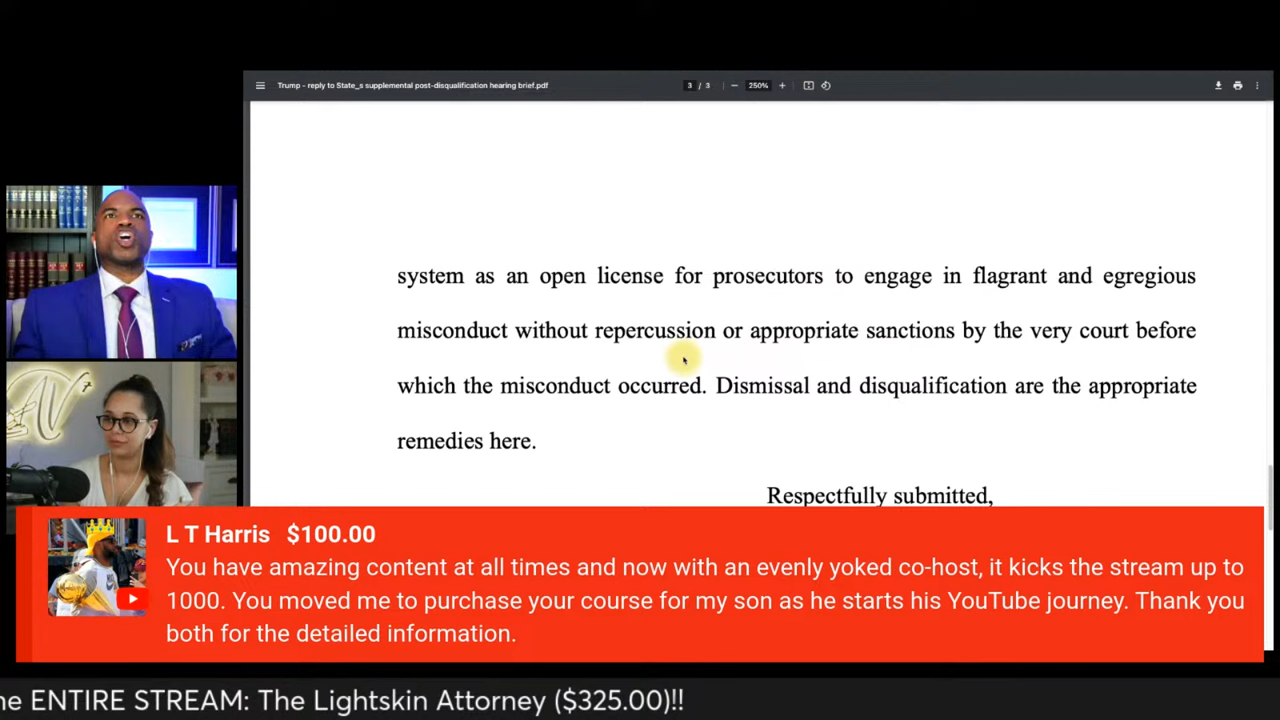 Trump - reply to State_s supplemental post-disqualification hearing brief.pdf
3 / 3
250%
system as an open license for prosecutors to engage in flagrant and egregious
misconduct without repercussion or appropriate sanctions by the very court before
which the misconduct occurred. Dismissal and disqualification are the appropriate
remedies here.
Respectfully submitted,
L T Harris $100.00
You have amazing content at all times and now with an evenly yoked co-host, it kicks the stream up to
1000. You moved me to purchase your course for my son as he starts his YouTube journey. Thank you
both for the detailed information.
ENTIRE STREAM: The Lightskin Attorney ($325.00)!!